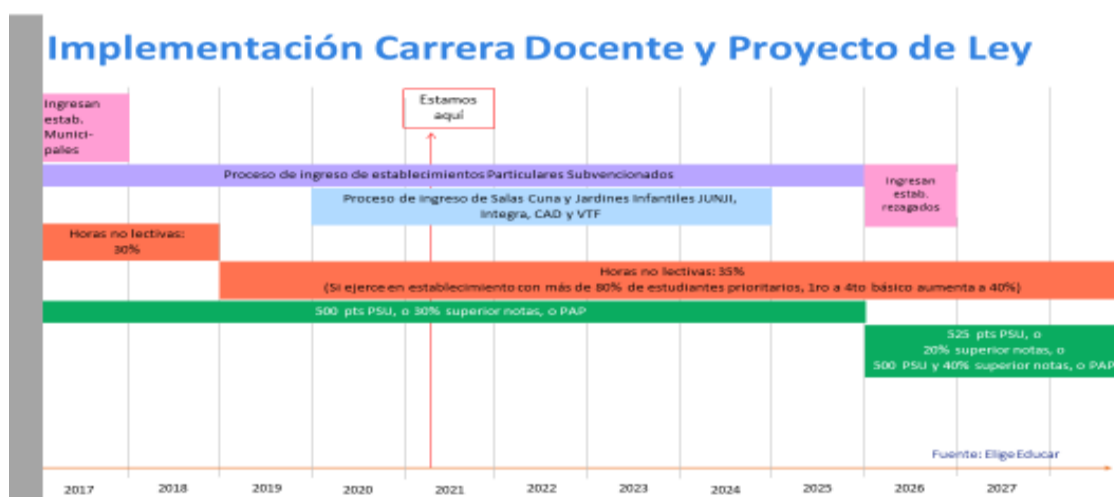 Implementación Carrera Docente y Proyecto de Ley
Ingresan
estab.
Munici-
pales
Estamos
aquí
Proceso de ingreso de establecimientos Particulares Subvencionados
Ingresan
estab.
rezagados
Proceso de ingreso de Salas Cuna y Jardines Infantiles JUNJI,
Integra, CAD y VTF
Horas no lectivas:
30%
Horas no lectivas: 35%
(Si ejerce en establecimiento con más de 80% de estudiantes prioritarios, 1ro a 4to básico aumenta a 40%)
500 pts PSU, o 30% superior notas, o PAP
525 pts PSU, o
20% superior notas, o
500 PSU y 40% superior notas, o PAP
Fuente: Elige Educar
2017 2018 2019 2020 2021 2022 2023 2024 2025 2026 2027